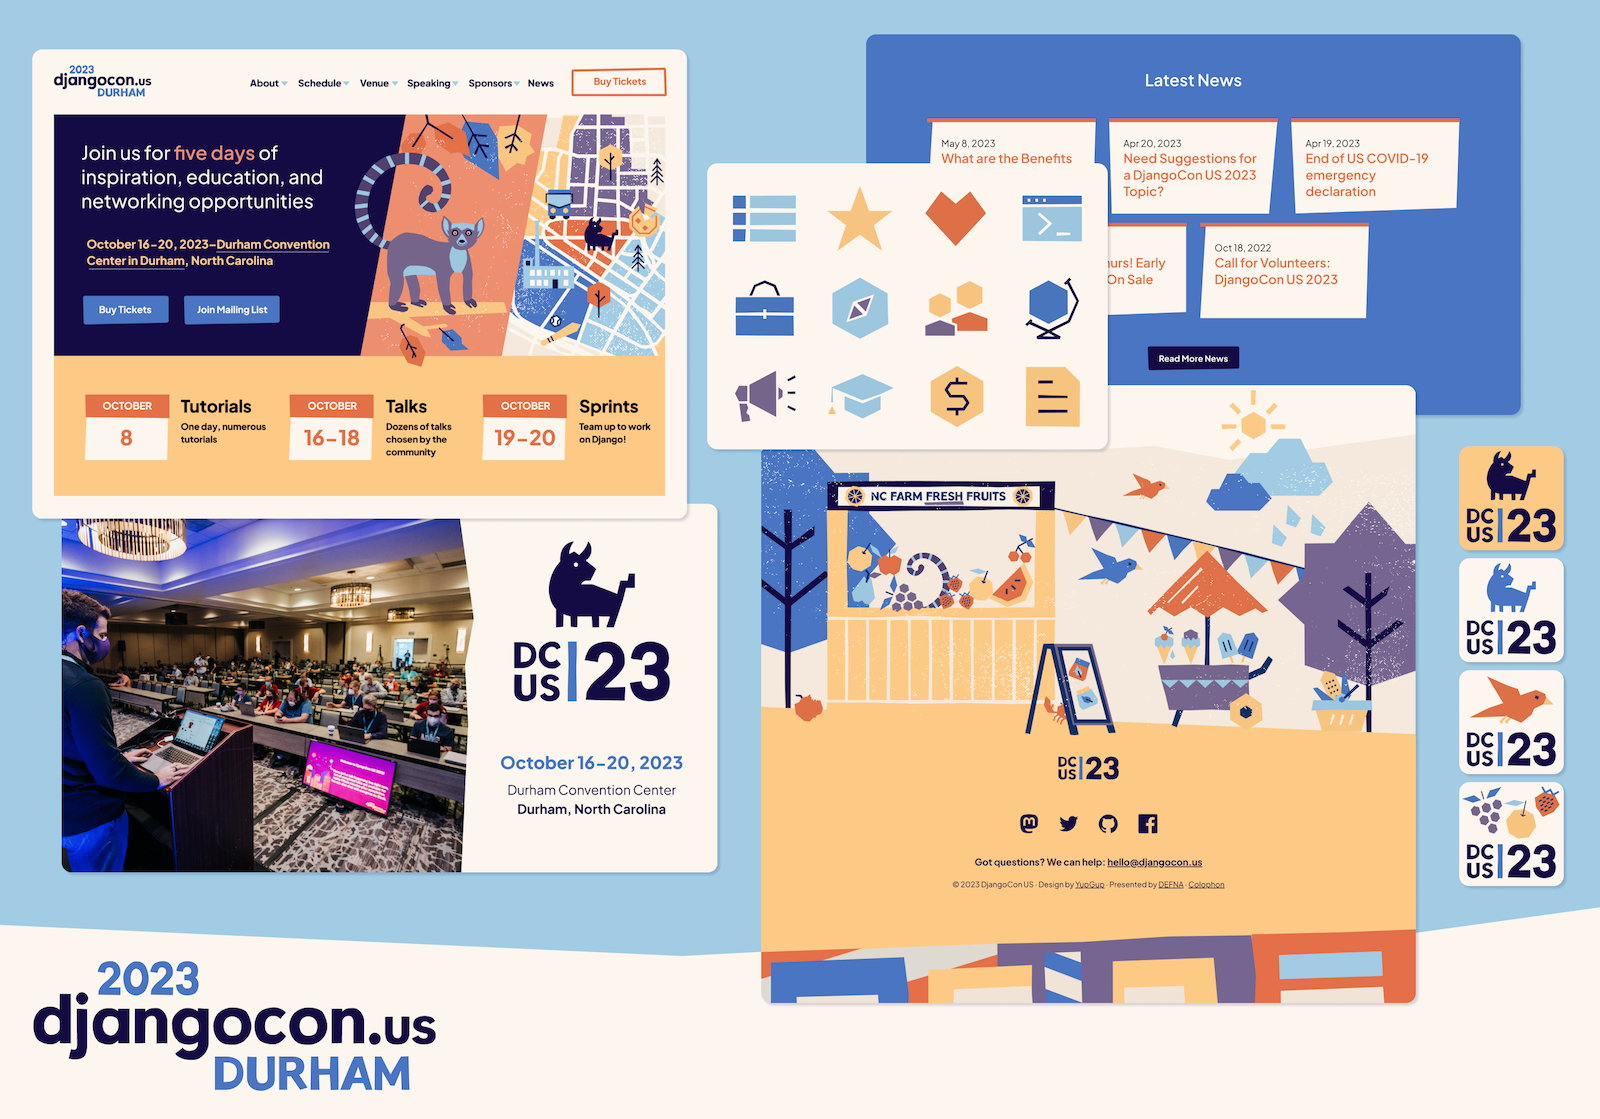 2023
djangocon.us
DURHAM
About
Schedule
Venue
Speaking
Sponsors
News
Buy Tickets
Join us for five days of
inspiration, education, and
networking opportunities
October 16–20, 2023–Durham Convention
Center in Durham, North Carolina
Buy Tickets
Join Mailing List
OCTOBER
8
Tutorials
One day, numerous
tutorials
OCTOBER
16–18
Talks
Dozens of talks
chosen by the
community
OCTOBER
19–20
Sprints
Team up to work
on Django!
Latest News
May 8, 2023
What are the Benefits
Apr 20, 2023
Need Suggestions for
a DjangoCon US 2023
Topic?
Apr 19, 2023
End of US COVID-19
emergency
declaration
Early
On Sale
Oct 18, 2022
Call for Volunteers:
DjangoCon US 2023
Read More News
DC
US
23
October 16–20, 2023
Durham Convention Center
Durham, North Carolina
NC FARM FRESH FRUITS
DC
US
23
Got questions? We can help: hello@djangocon.us
© 2023 DjangoCon US · Design by YupGup · Presented by DEFNA · Colophon
DC
US
23
DC
US
23
DC
US
23
DC
US
23
2023
djangocon.us
DURHAM